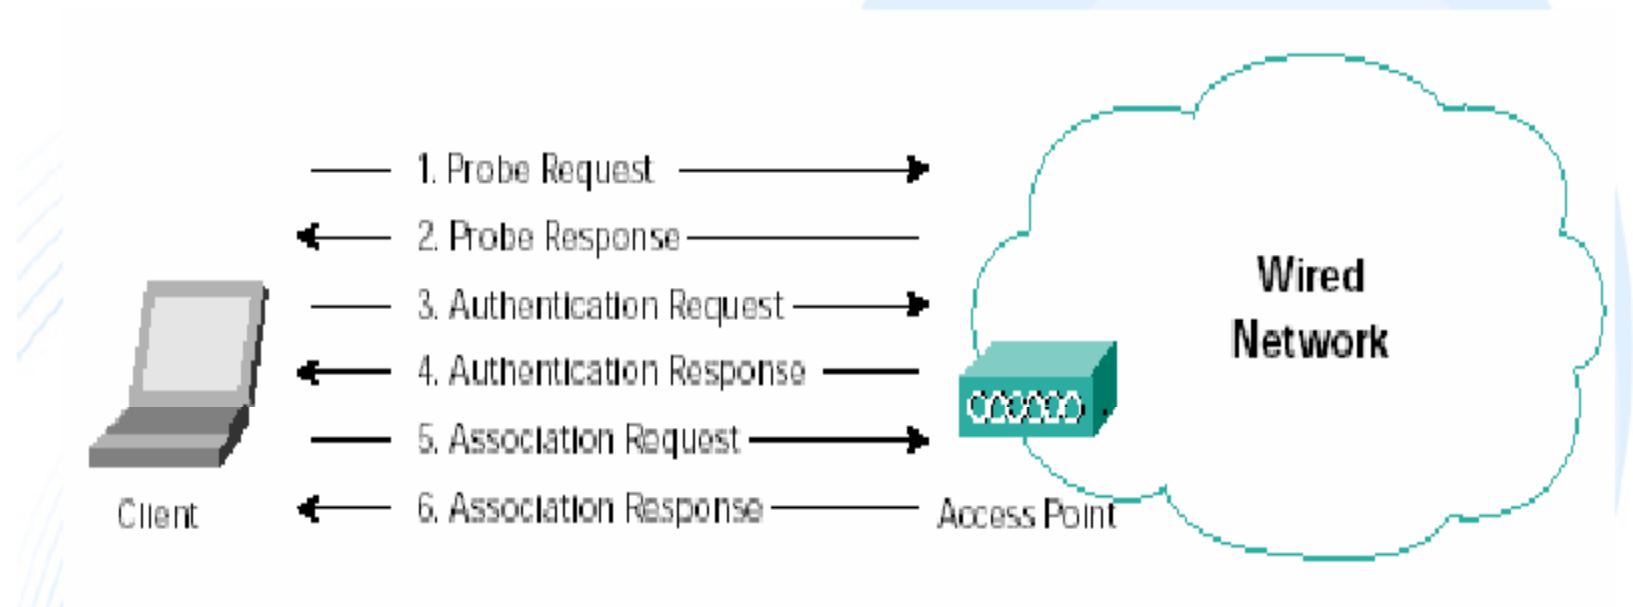 1. Probe Request
2. Probe Response
3. Authentication Request
4. Authentication Response
5. Association Request
6. Association Response
Client
Access Point
Wired
Network